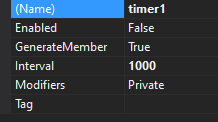 (Name) timer1
Enabled False
GenerateMember True
Interval 1000
Modifiers Private
Tag